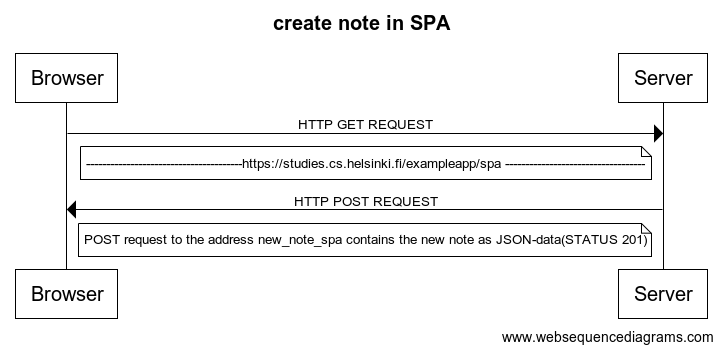 create note in SPA
Browser Server
HTTP GET REQUEST
---------------------------------------https://studies.cs.helsinki.fi/exampleapp/spa -----------------------------------
HTTP POST REQUEST
POST request to the address new_note_spa contains the new note as JSON-data(STATUS 201)
Browser Server
www.websequencediagrams.com